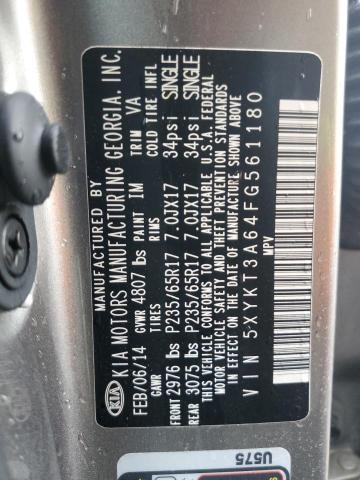 MANUFACTURED BY
KIA MOTORS MANUFACTURING GEORGIA. INC.
KIA
FEB/06/14 PAINT IM TRIM VA
GVWR 4807 lbs
GAWR TIRES RIMS COLD TIRE INFL
FRONT 2976 lbs P235/65R17 7.0JX17 34psi SINGLE
REAR 3075 lbs P235/65R17 7.0JX17 34psi SINGLE
THIS VEHICLE CONFORMS TO ALL APPLICABLE U.S.A. FEDERAL
MOTOR VEHICLE SAFETY AND THEFT PREVENTION STANDARDS
IN EFFECT ON THE DATE OF MANUFACTURE SHOWN ABOVE
VIN 5XYKT3A64FG561180
MPV
U575